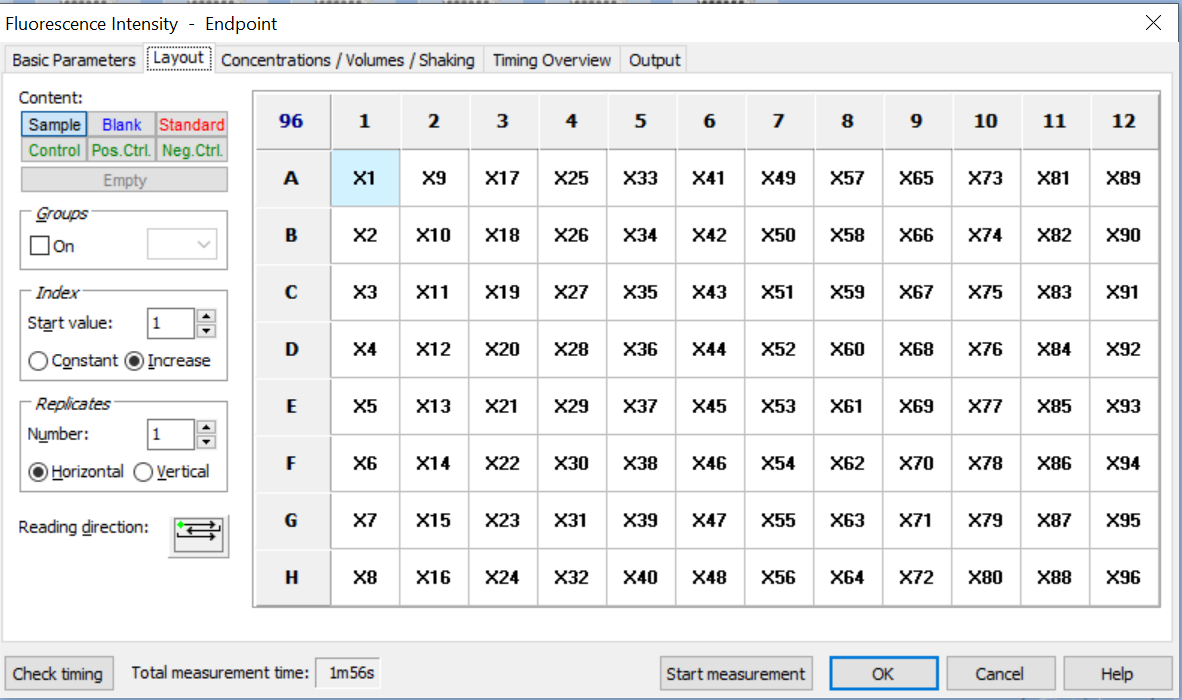 Fluorescence Intensity - Endpoint
Basic Parameters Layout Concentrations / Volumes / Shaking Timing Overview Output
Content:
Sample Blank Standard
Control Pos.Ctrl. Neg.Ctrl.
Empty
Groups
On
Index
Start value: 1
Constant Increase
Replicates
Number: 1
Horizontal Vertical
Reading direction:
96 1 2 3 4 5 6 7 8 9 10 11 12
A X1 X9 X17 X25 X33 X41 X49 X57 X65 X73 X81 X89
B X2 X10 X18 X26 X34 X42 X50 X58 X66 X74 X82 X90
C X3 X11 X19 X27 X35 X43 X51 X59 X67 X75 X83 X91
D X4 X12 X20 X28 X36 X44 X52 X60 X68 X76 X84 X92
E X5 X13 X21 X29 X37 X45 X53 X61 X69 X77 X85 X93
F X6 X14 X22 X30 X38 X46 X54 X62 X70 X78 X86 X94
G X7 X15 X23 X31 X39 X47 X55 X63 X71 X79 X87 X95
H X8 X16 X24 X32 X40 X48 X56 X64 X72 X80 X88 X96
Check timing Total measurement time: 1m56s Start measurement OK Cancel Help